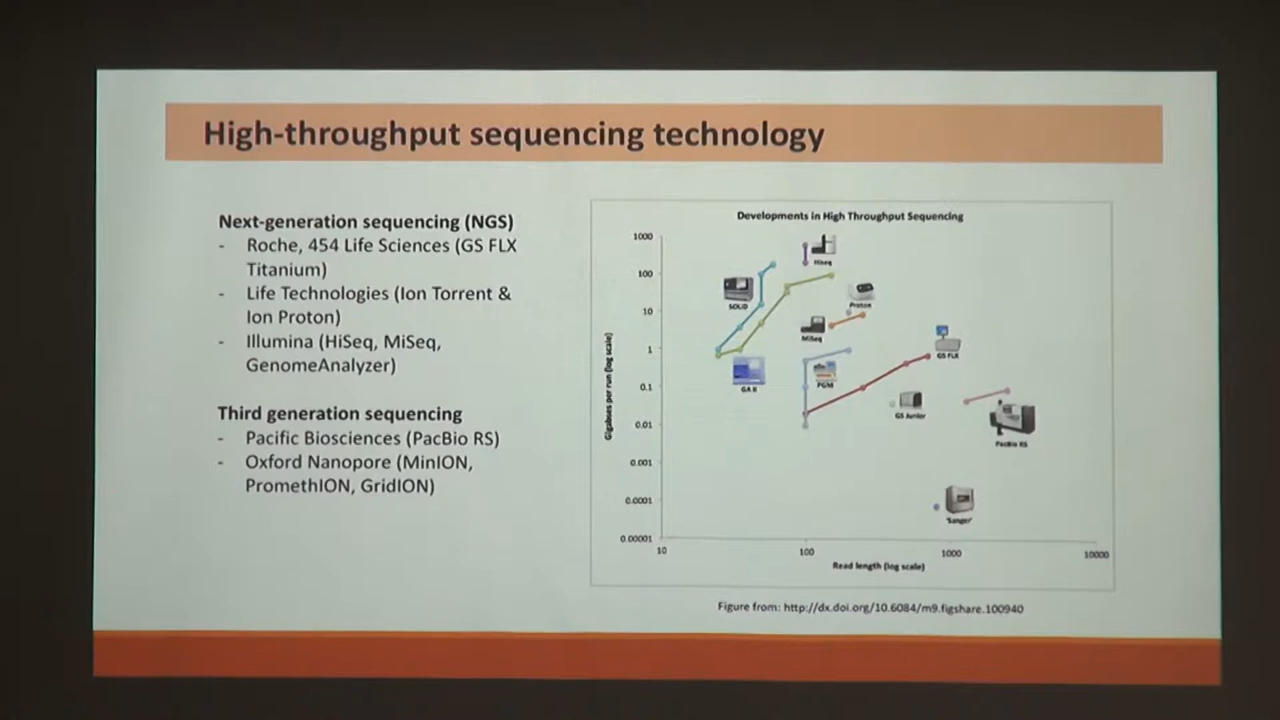 High-throughput sequencing technology
Next-generation sequencing (NGS)
- Roche, 454 Life Sciences (GS FLX
Titanium)
- Life Technologies (Ion Torrent &
Ion Proton)
- Illumina (HiSeq, MiSeq,
GenomeAnalyzer)
Third generation sequencing
- Pacific Biosciences (PacBio RS)
- Oxford Nanopore (MinION,
PromethION, GridION)
Developments in High Throughput Sequencing
Gigabases per run (log scale)
1000
100
10
1
0.1
0.01
0.001
0.0001
0.00001
10
100
1000
10000
Read length (log scale)
Hiseq
SOLiD
Proton
MiSeq
GS FLX
GA II
PGM
GS Junior
PacBio RS
'Sanger'
Figure from: http://dx.doi.org/10.6084/m9.figshare.100940